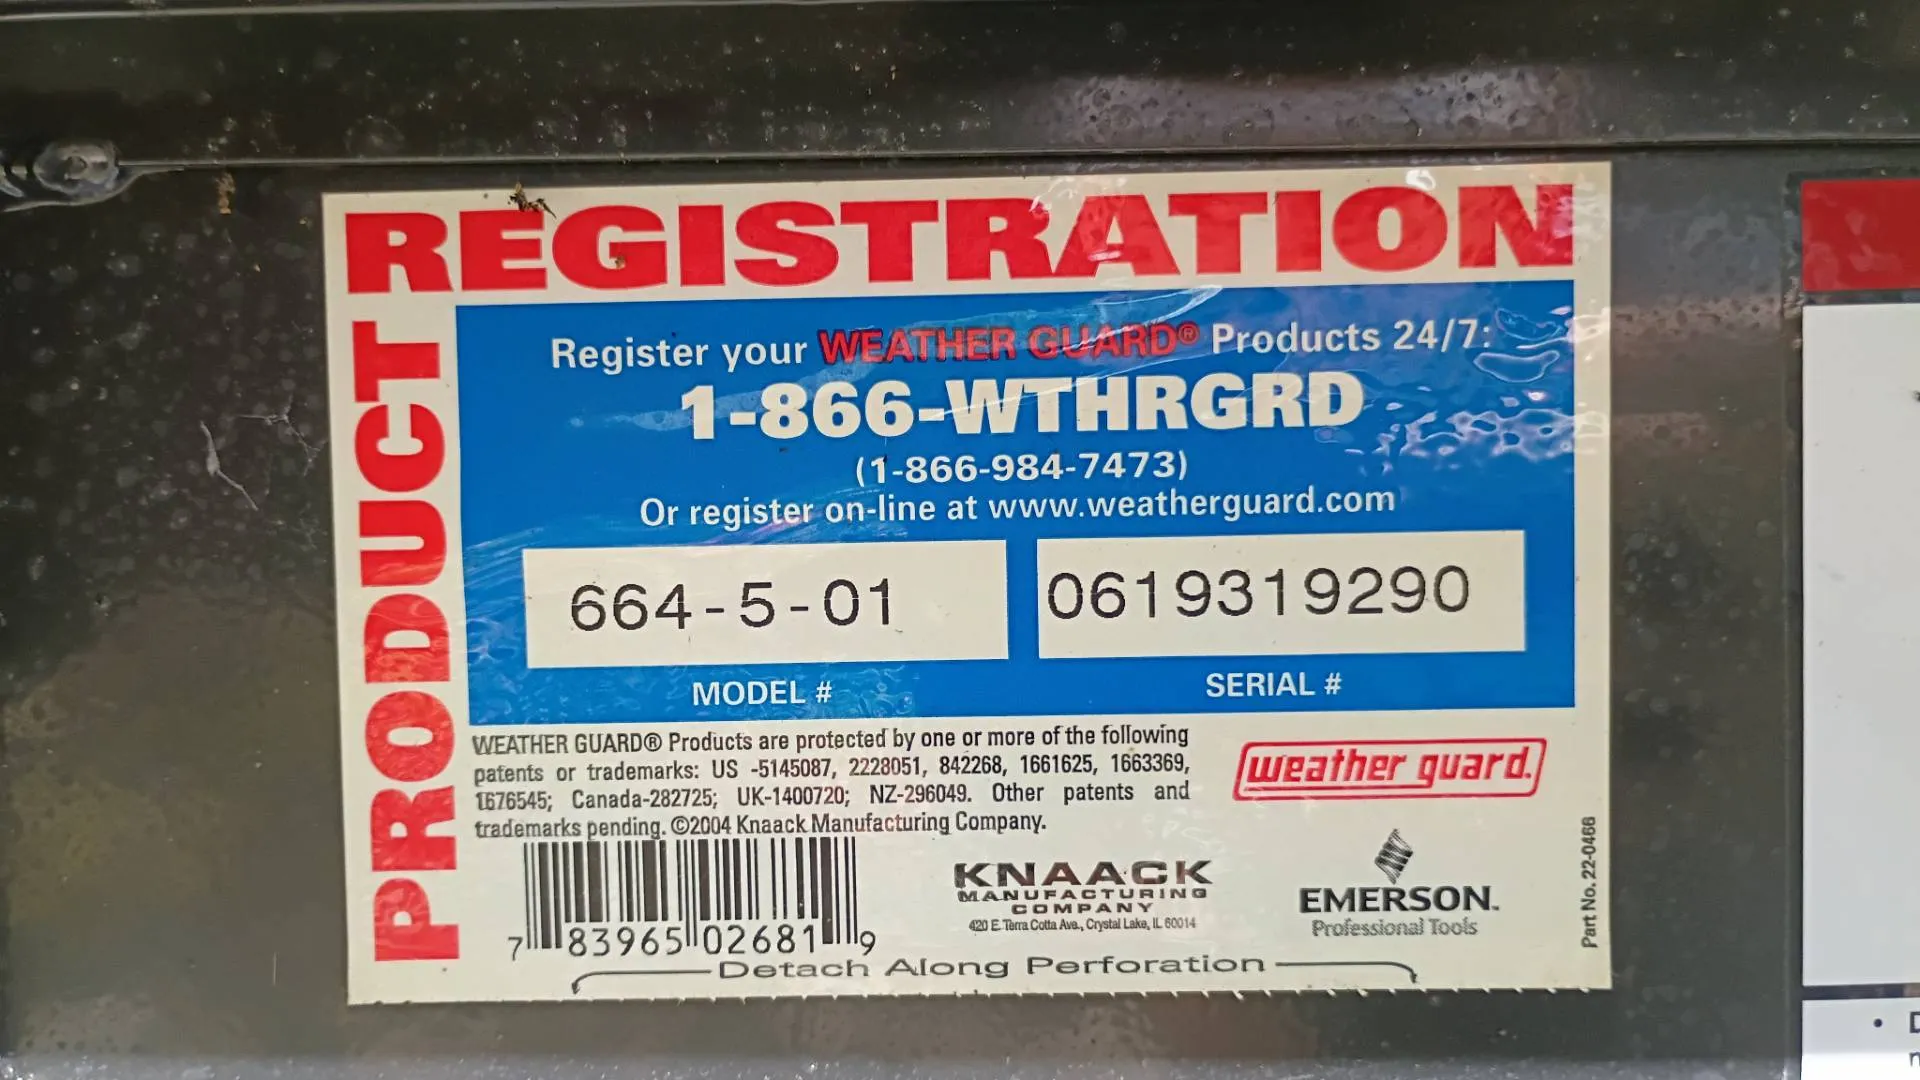 PRODUCT
REGISTRATION
Register your WEATHER GUARD® Products 24/7:
1-866-WTHRGRD
(1-866-984-7473)
Or register on-line at www.weatherguard.com
664-5-01
0619319290
MODEL #
SERIAL #
WEATHER GUARD® Products are protected by one or more of the following
patents or trademarks: US -5145087, 2228051, 842268, 1661625, 1663369,
1676545; Canada-282725; UK-1400720; NZ-296049. Other patents and
trademarks pending. ©2004 Knaack Manufacturing Company.
weather guard.
7 83965 02681 9
KNAACK
MANUFACTURING
COMPANY
420 E. Terra Cotta Ave., Crystal Lake, IL 60014
EMERSON.
Professional Tools
Part No. 22-0466
Detach Along Perforation